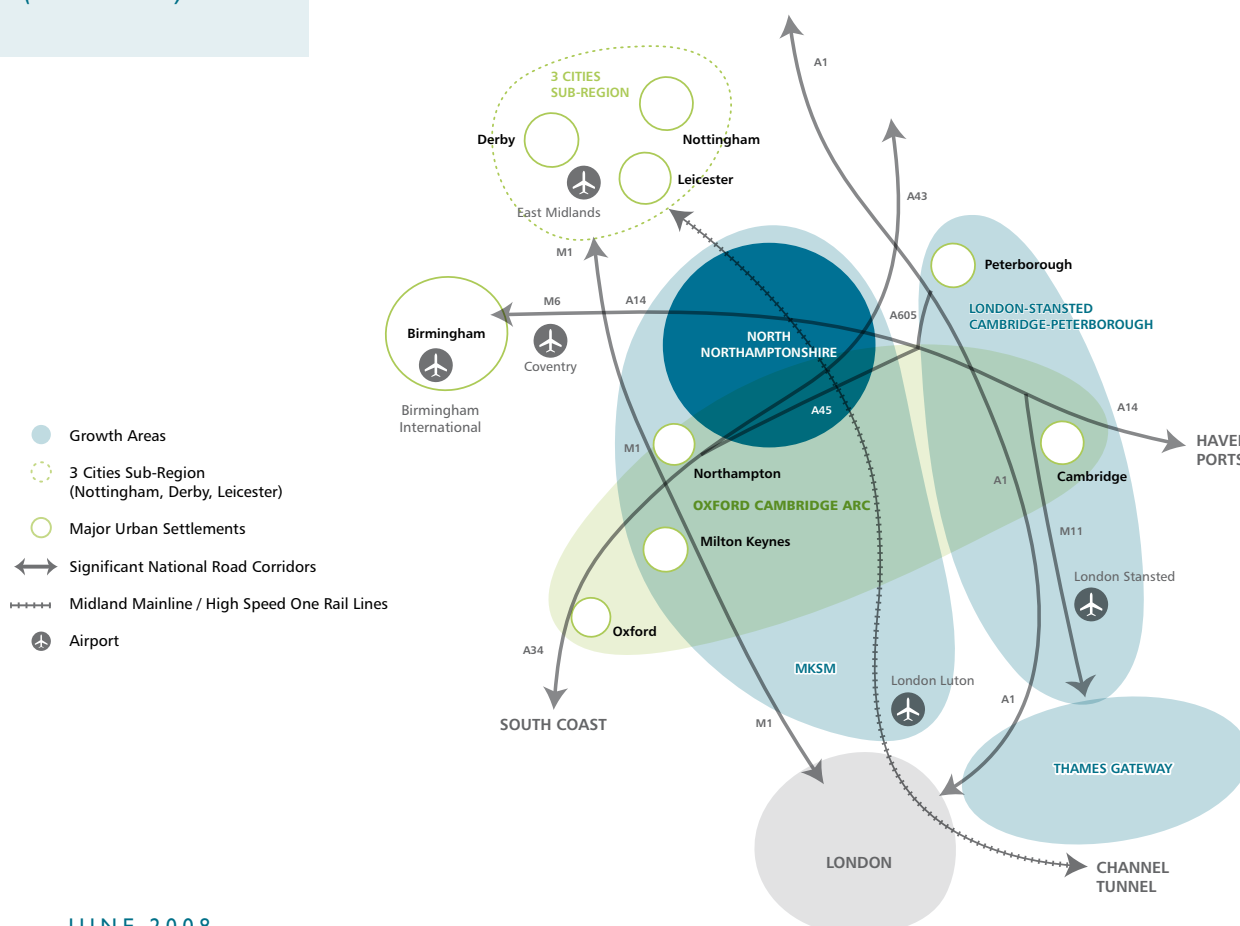 A1
3 CITIES
SUB-REGION
Derby
Nottingham
Leicester
East Midlands
A43
M1
Peterborough
M6
A14
A605
LONDON-STANSTED
CAMBRIDGE-PETERBOROUGH
Birmingham
NORTH
NORTHAMPTONSHIRE
Coventry
Birmingham
International
A45
A14
Growth Areas
M1
HAVE
PORTS
3 Cities Sub-Region
(Nottingham, Derby, Leicester)
Northampton
Cambridge
A1
OXFORD CAMBRIDGE ARC
Major Urban Settlements
M11
Milton Keynes
Significant National Road Corridors
London Stansted
Midland Mainline / High Speed One Rail Lines
Oxford
Airport
A34
MKSM
London Luton
A1
SOUTH COAST
M1
THAMES GATEWAY
LONDON
CHANNEL
TUNNEL
JUNE 2008